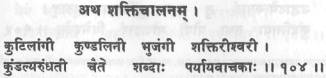 अथ शक्तिचालनम् ।
कुटिलांगी कुण्डलिनी भुजंगी शक्तिरीश्वरी ।
कुंडल्यरुंधती चैते शब्दाः पर्यायवाचकाः ।। १०४ ।।